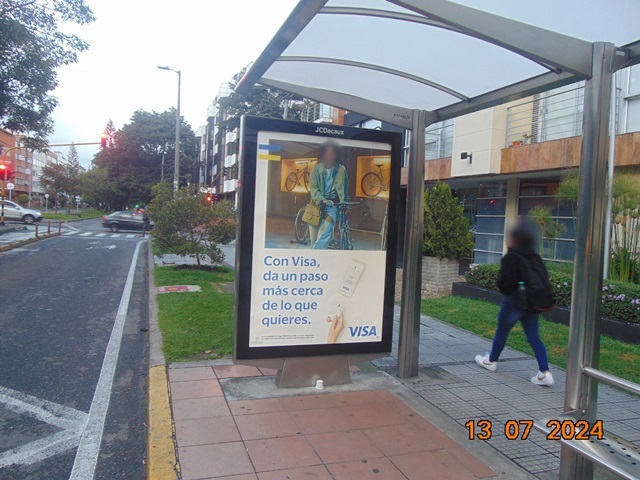 JCDecaux
Con Visa,
da un paso
más cerca
de lo que
quieres.
VISA
13 07 2024